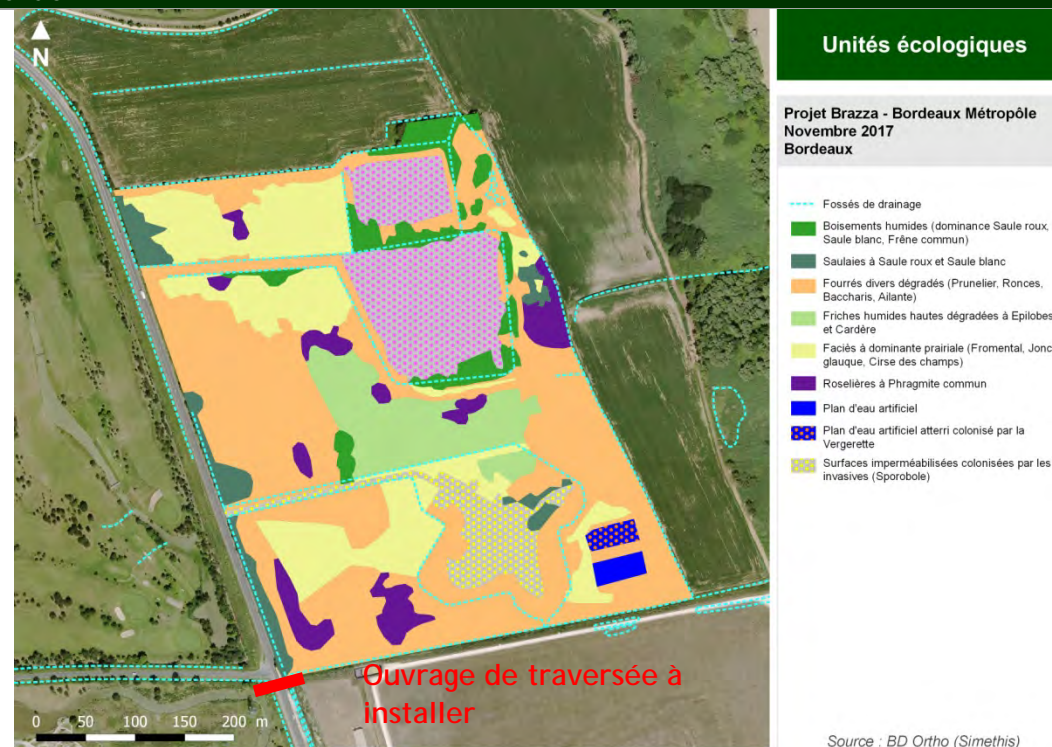 N
Unités écologiques
Projet Brazza - Bordeaux Métropôle
Novembre 2017
Bordeaux
Fossés de drainage
Boisements humides (dominance Saule roux,
Saule blanc, Frêne commun)
Saulaies à Saule roux et Saule blanc
Fourrés divers dégradés (Prunelier, Ronces,
Baccharis, Ailante)
Friches humides hautes dégradées à Epilobes
et Cardère
Faciès à dominante prairiale (Fromental, Jonc
glauque, Cirse des champs)
Roselières à Phragmite commun
Plan d'eau artificiel
Plan d'eau artificiel atterri colonisé par la
Vergerette
Surfaces imperméabilisées colonisées par les
invasives (Sporobole)
Ouvrage de traversée à
installer
0 50 100 150 200 m
Source : BD Ortho (Simethis)